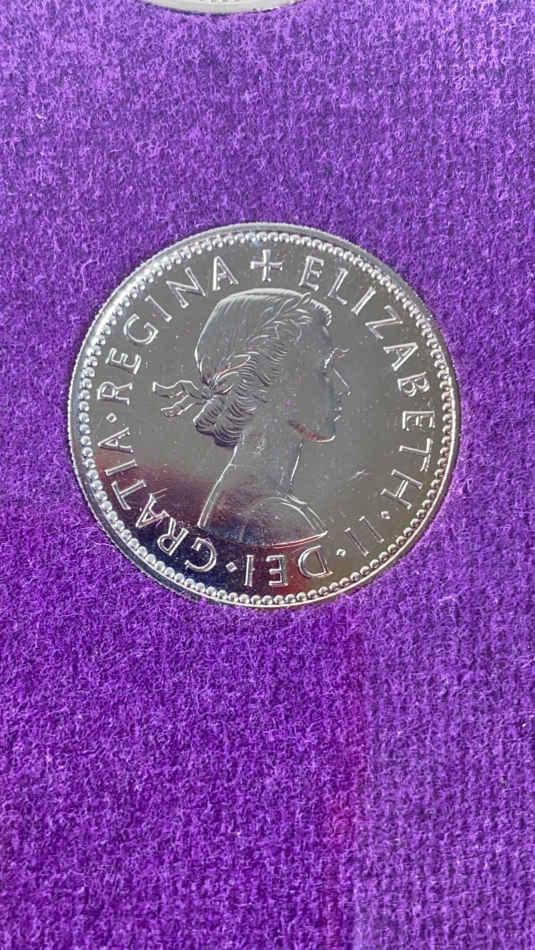 + ELIZABETH · II · DEI · GRATIA · REGINA